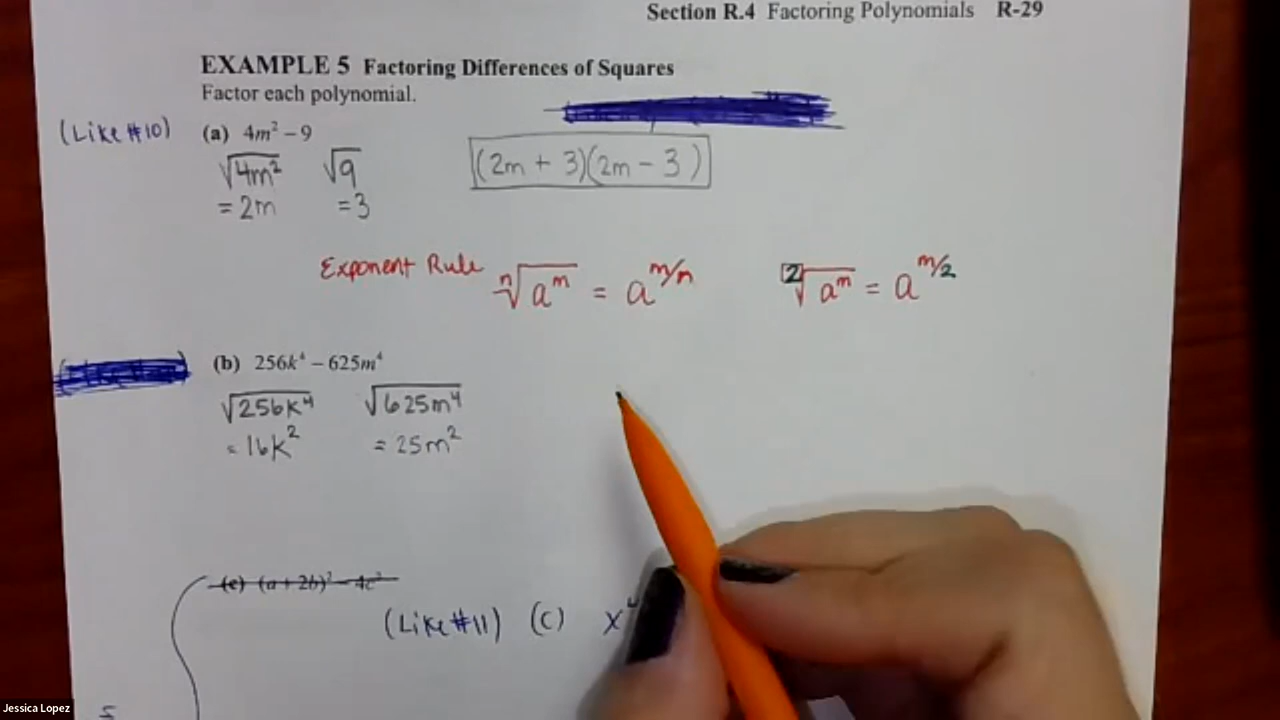 Section R.4 Factoring Polynomials R-29
EXAMPLE 5 Factoring Differences of Squares
Factor each polynomial.
(Like #10) (a) 4m² − 9
√4m² √9 (2m + 3)(2m − 3)
= 2m = 3
Exponent Rule ⁿ√aᵐ = a^m/n ²√aᵐ = a^m/2
(b) 256k⁴ − 625m⁴
√256k⁴ √625m⁴
= 16k² = 25m²
(c) (a + 2b)² − 4c²
(Like #11) (C) x⁴
5
Jessica Lopez